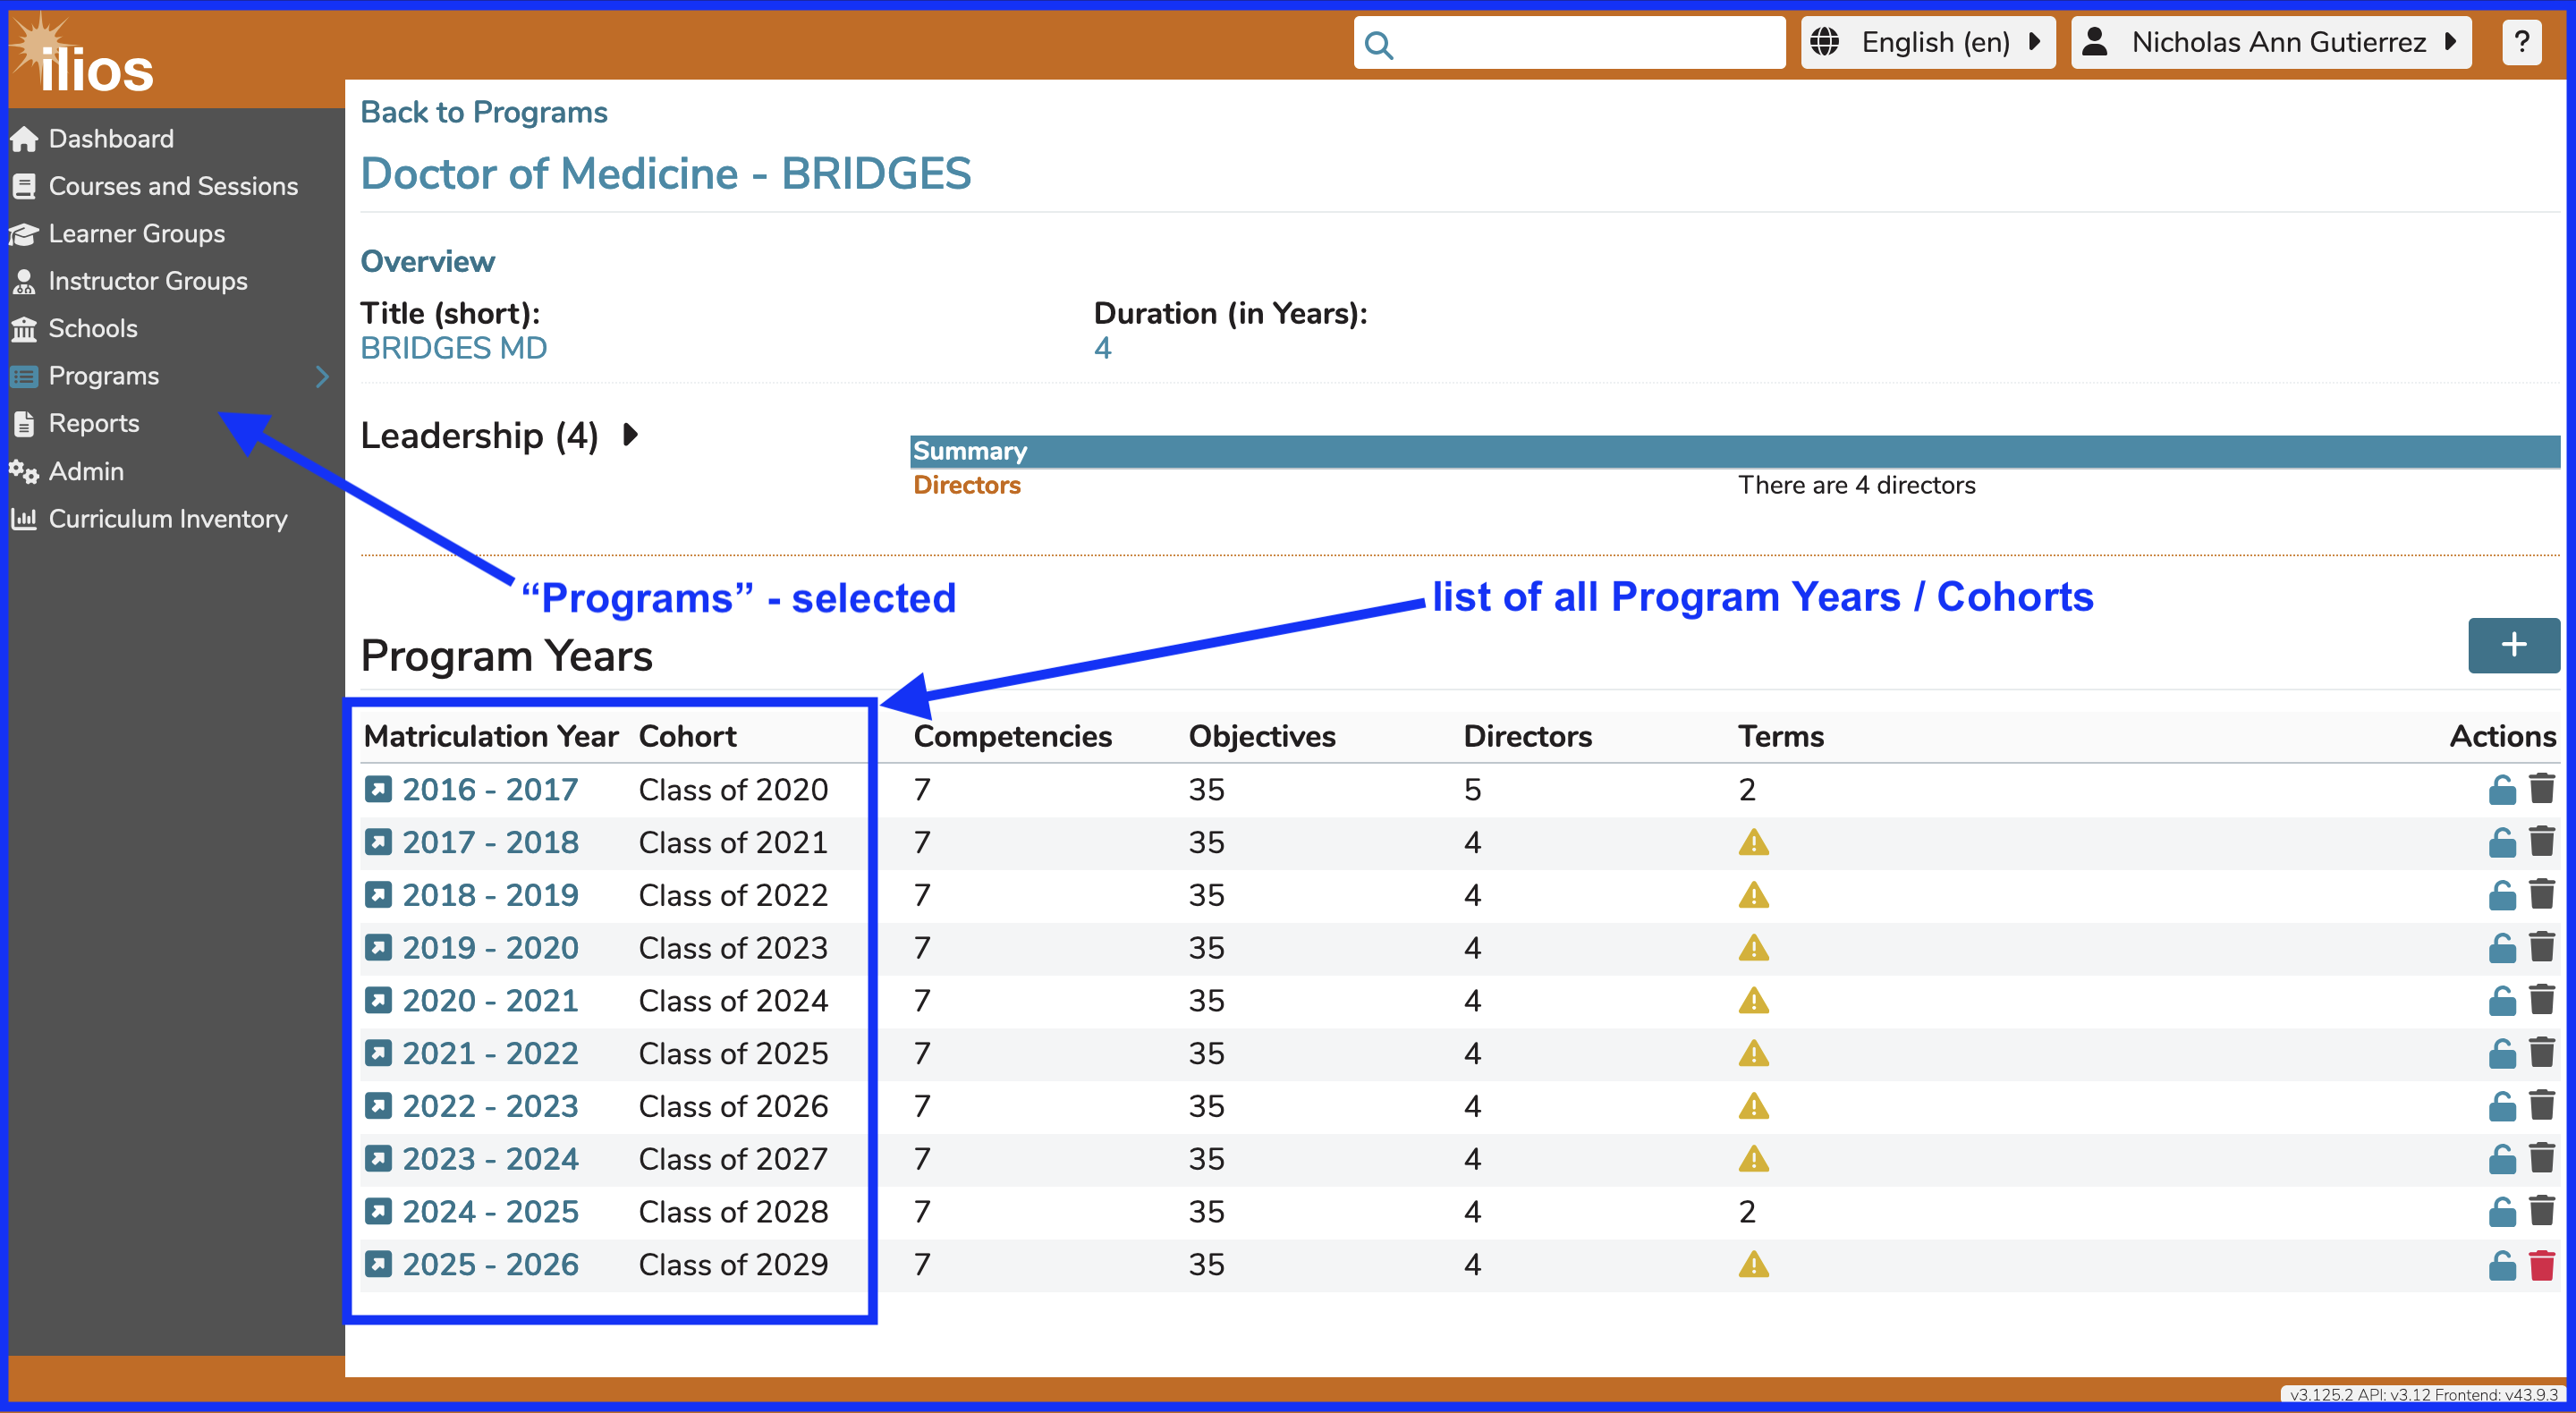 ilios
English (en)
Nicholas Ann Gutierrez
?
Dashboard
Courses and Sessions
Learner Groups
Instructor Groups
Schools
Programs
Reports
Admin
Curriculum Inventory
Back to Programs
Doctor of Medicine - BRIDGES
Overview
Title (short): Duration (in Years):
BRIDGES MD 4
Leadership (4)
Summary
Directors There are 4 directors
“Programs” - selected
list of all Program Years / Cohorts
Program Years
+
Matriculation Year Cohort Competencies Objectives Directors Terms Actions
2016 - 2017 Class of 2020 7 35 5 2
2017 - 2018 Class of 2021 7 35 4
2018 - 2019 Class of 2022 7 35 4
2019 - 2020 Class of 2023 7 35 4
2020 - 2021 Class of 2024 7 35 4
2021 - 2022 Class of 2025 7 35 4
2022 - 2023 Class of 2026 7 35 4
2023 - 2024 Class of 2027 7 35 4
2024 - 2025 Class of 2028 7 35 4 2
2025 - 2026 Class of 2029 7 35 4
v3.125.2 API: v3.12 Frontend: v43.9.3